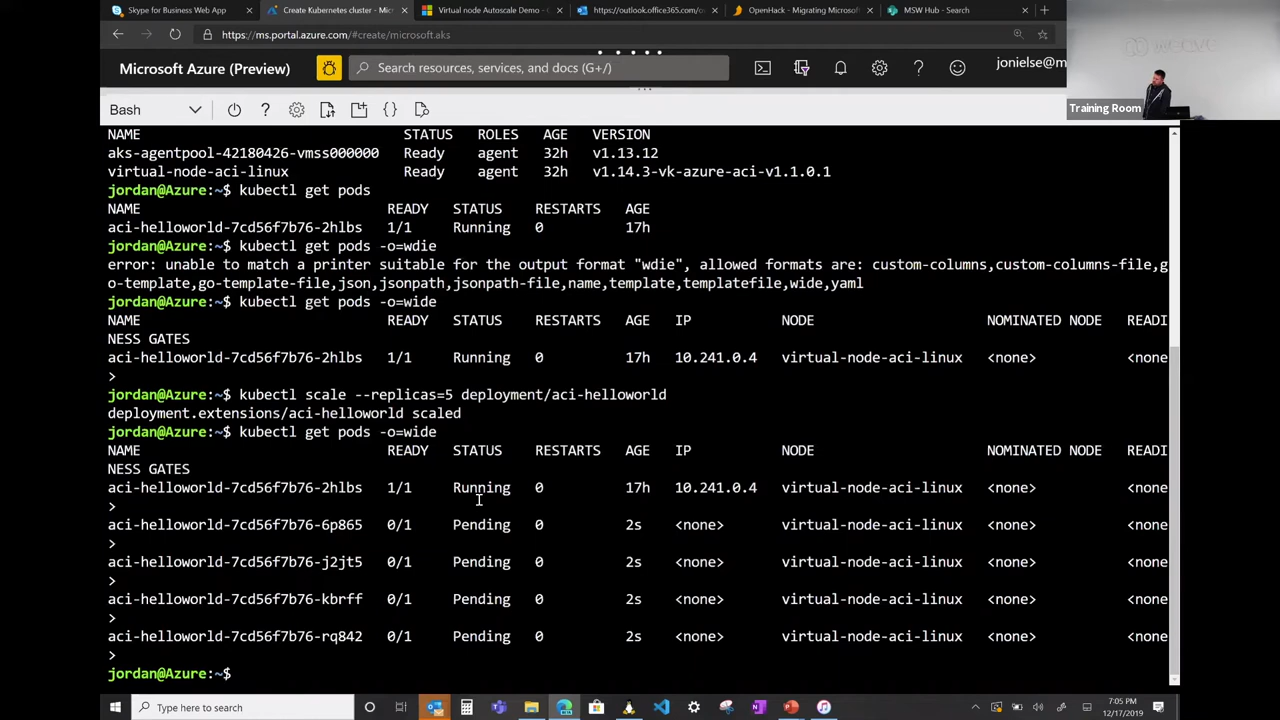 Skype for Business Web App
Create Kubernetes cluster - Micr
Virtual node Autoscale Demo -
https://outlook.office365.com/o
OpenHack - Migrating Microsof
MSW Hub - Search
https://ms.portal.azure.com/#create/microsoft.aks
Microsoft Azure (Preview)
Search resources, services, and docs (G+/)
jonielse@m
Training Room
Bash
NAME STATUS ROLES AGE VERSION
aks-agentpool-42180426-vmss000000 Ready agent 32h v1.13.12
virtual-node-aci-linux Ready agent 32h v1.14.3-vk-azure-aci-v1.1.0.1
jordan@Azure:~$ kubectl get pods
NAME READY STATUS RESTARTS AGE
aci-helloworld-7cd56f7b76-2hlbs 1/1 Running 0 17h
jordan@Azure:~$ kubectl get pods -o=wdie
error: unable to match a printer suitable for the output format "wdie", allowed formats are: custom-columns,custom-columns-file,g
o-template,go-template-file,json,jsonpath,jsonpath-file,name,template,templatefile,wide,yaml
jordan@Azure:~$ kubectl get pods -o=wide
NAME READY STATUS RESTARTS AGE IP NODE NOMINATED NODE READI
NESS GATES
aci-helloworld-7cd56f7b76-2hlbs 1/1 Running 0 17h 10.241.0.4 virtual-node-aci-linux <none> <none
>
jordan@Azure:~$ kubectl scale --replicas=5 deployment/aci-helloworld
deployment.extensions/aci-helloworld scaled
jordan@Azure:~$ kubectl get pods -o=wide
NAME READY STATUS RESTARTS AGE IP NODE NOMINATED NODE READI
NESS GATES
aci-helloworld-7cd56f7b76-2hlbs 1/1 Running 0 17h 10.241.0.4 virtual-node-aci-linux <none> <none
>
aci-helloworld-7cd56f7b76-6p865 0/1 Pending 0 2s <none> virtual-node-aci-linux <none> <none
>
aci-helloworld-7cd56f7b76-j2jt5 0/1 Pending 0 2s <none> virtual-node-aci-linux <none> <none
>
aci-helloworld-7cd56f7b76-kbrff 0/1 Pending 0 2s <none> virtual-node-aci-linux <none> <none
>
aci-helloworld-7cd56f7b76-rq842 0/1 Pending 0 2s <none> virtual-node-aci-linux <none> <none
>
jordan@Azure:~$
Type here to search
7:05 PM
12/17/2019